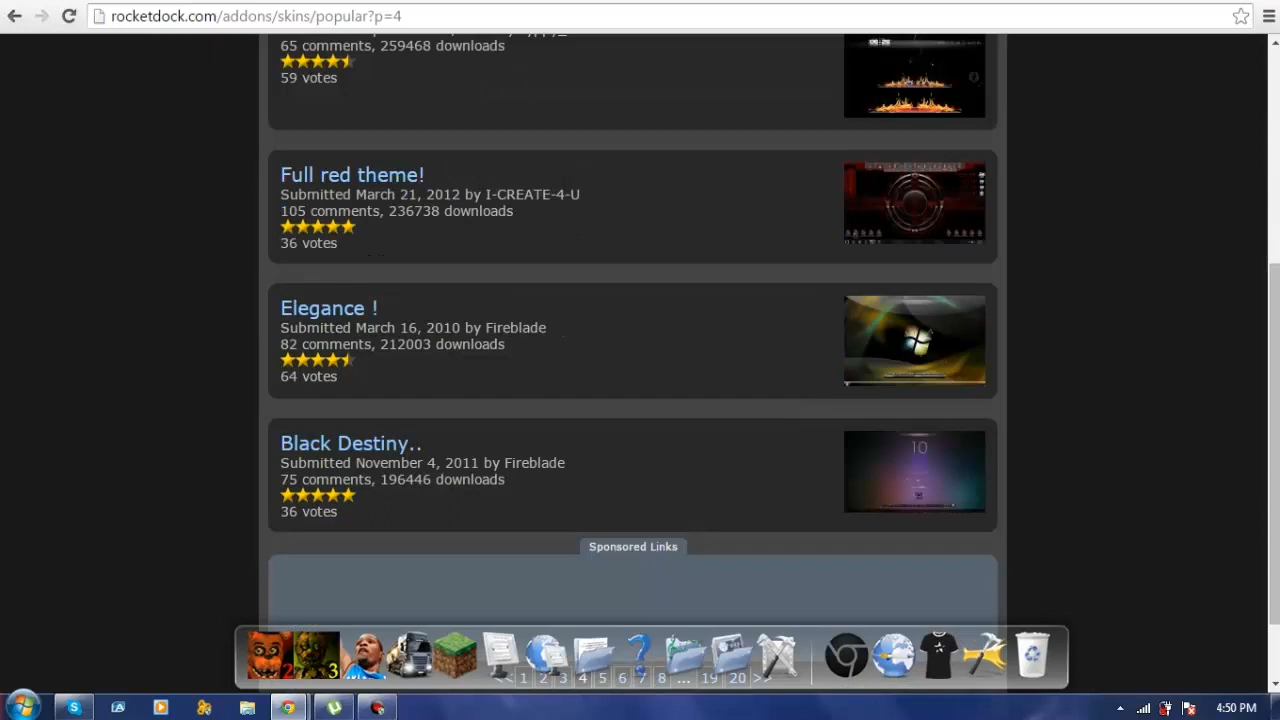 rocketdock.com/addons/skins/popular?p=4
65 comments, 259468 downloads
59 votes
Full red theme!
Submitted March 21, 2012 by I-CREATE-4-U
105 comments, 236738 downloads
36 votes
Elegance !
Submitted March 16, 2010 by Fireblade
82 comments, 212003 downloads
64 votes
Black Destiny..
Submitted November 4, 2011 by Fireblade
75 comments, 196446 downloads
36 votes
10
Sponsored Links
2 3
< 1 2 3 4 5 6 7 8 ... 19 20 >
4:50 PM